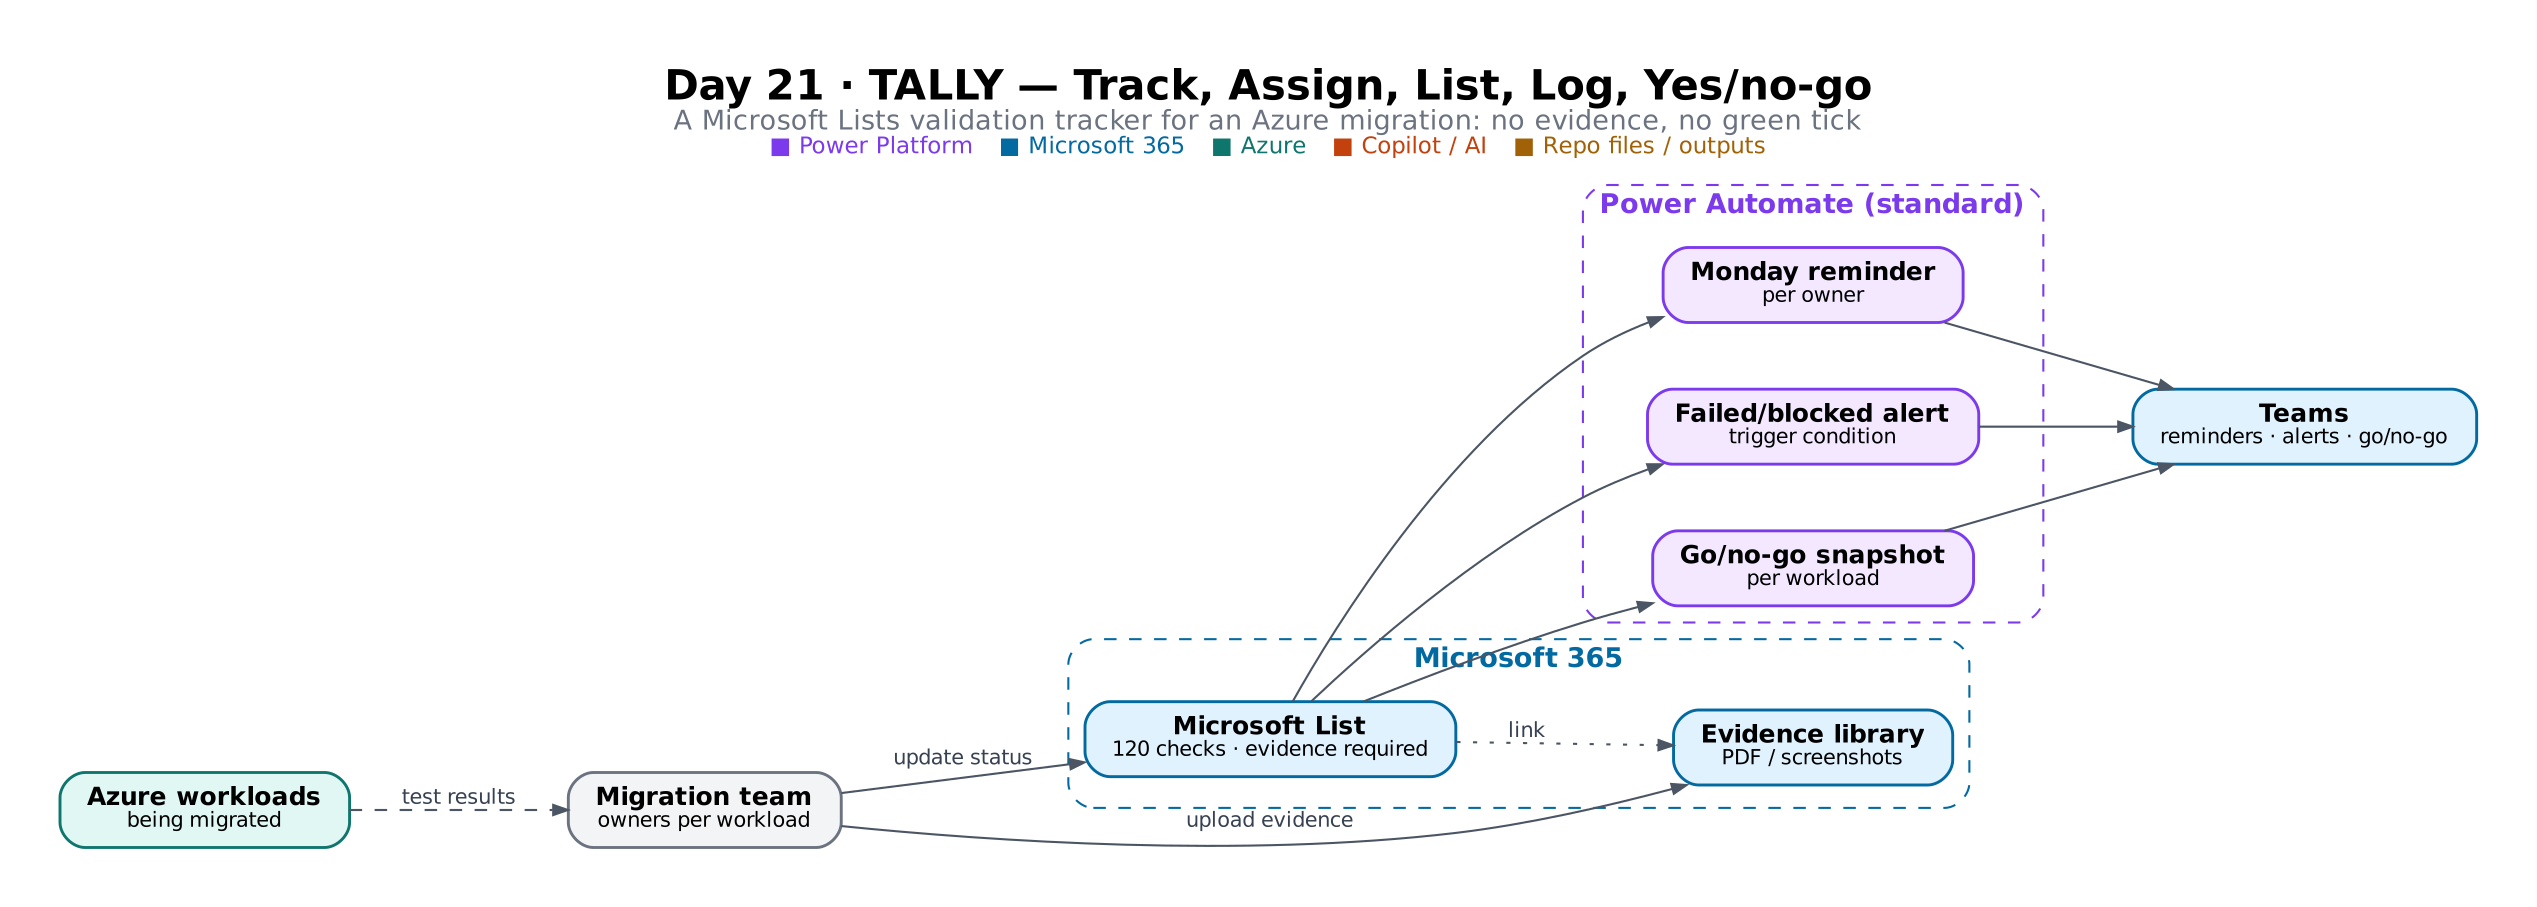 Day 21 · TALLY — Track, Assign, List, Log, Yes/no-go
A Microsoft Lists validation tracker for an Azure migration: no evidence, no green tick
■ Power Platform ■ Microsoft 365 ■ Azure ■ Copilot / AI ■ Repo files / outputs
Power Automate (standard)
Monday reminder
per owner
Failed/blocked alert
trigger condition
Go/no-go snapshot
per workload
Teams
reminders · alerts · go/no-go
Microsoft 365
Microsoft List
120 checks · evidence required
link
Evidence library
PDF / screenshots
Azure workloads
being migrated
test results
Migration team
owners per workload
update status
upload evidence